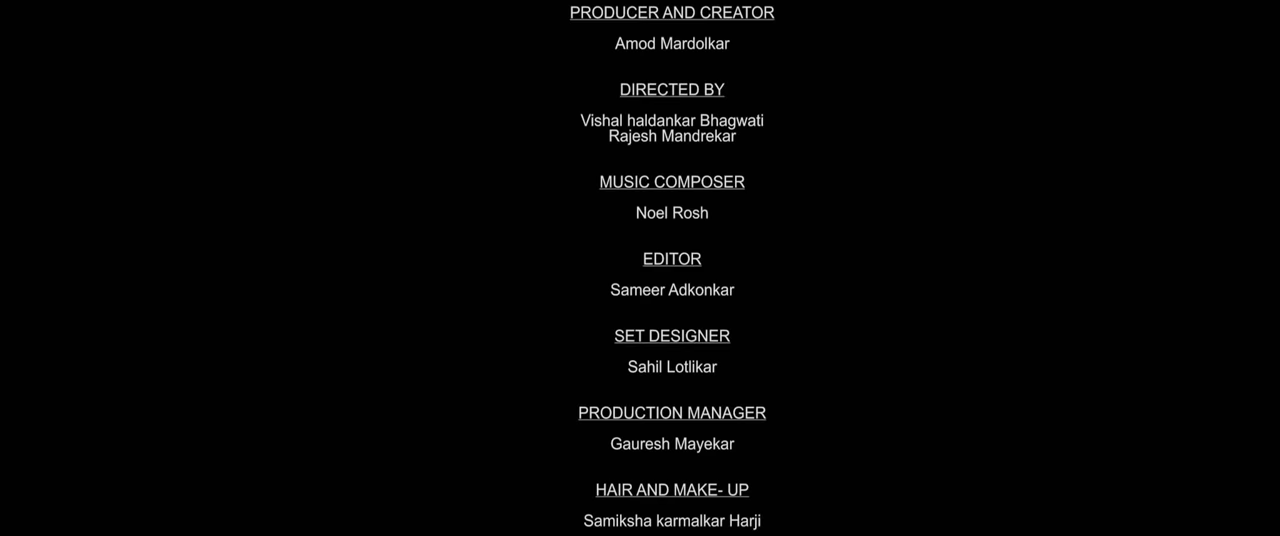 PRODUCER AND CREATOR
Amod Mardolkar
DIRECTED BY
Vishal haldankar Bhagwati
Rajesh Mandrekar
MUSIC COMPOSER
Noel Rosh
EDITOR
Sameer Adkonkar
SET DESIGNER
Sahil Lotlikar
PRODUCTION MANAGER
Gauresh Mayekar
HAIR AND MAKE- UP
Samiksha karmalkar Harji